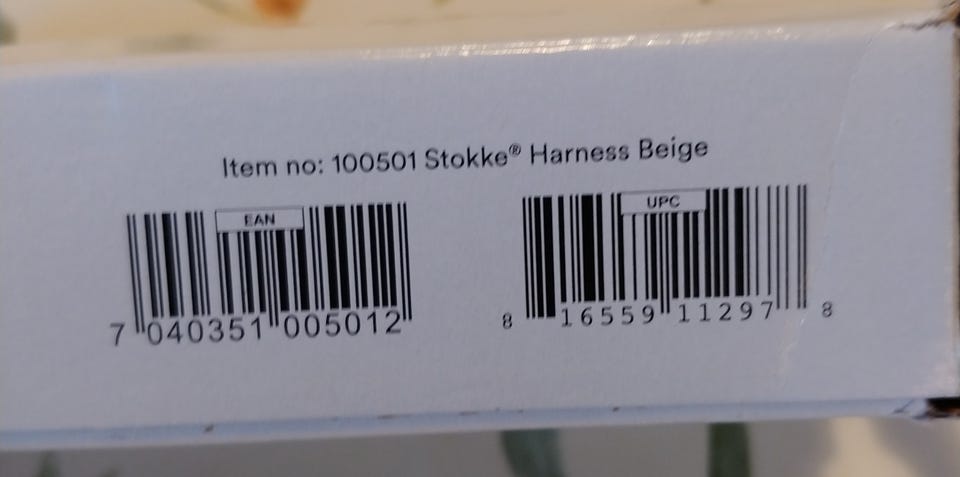 Item no: 100501 Stokke® Harness Beige
EAN
UPC
7 040351 005012
8 16559 11297 8